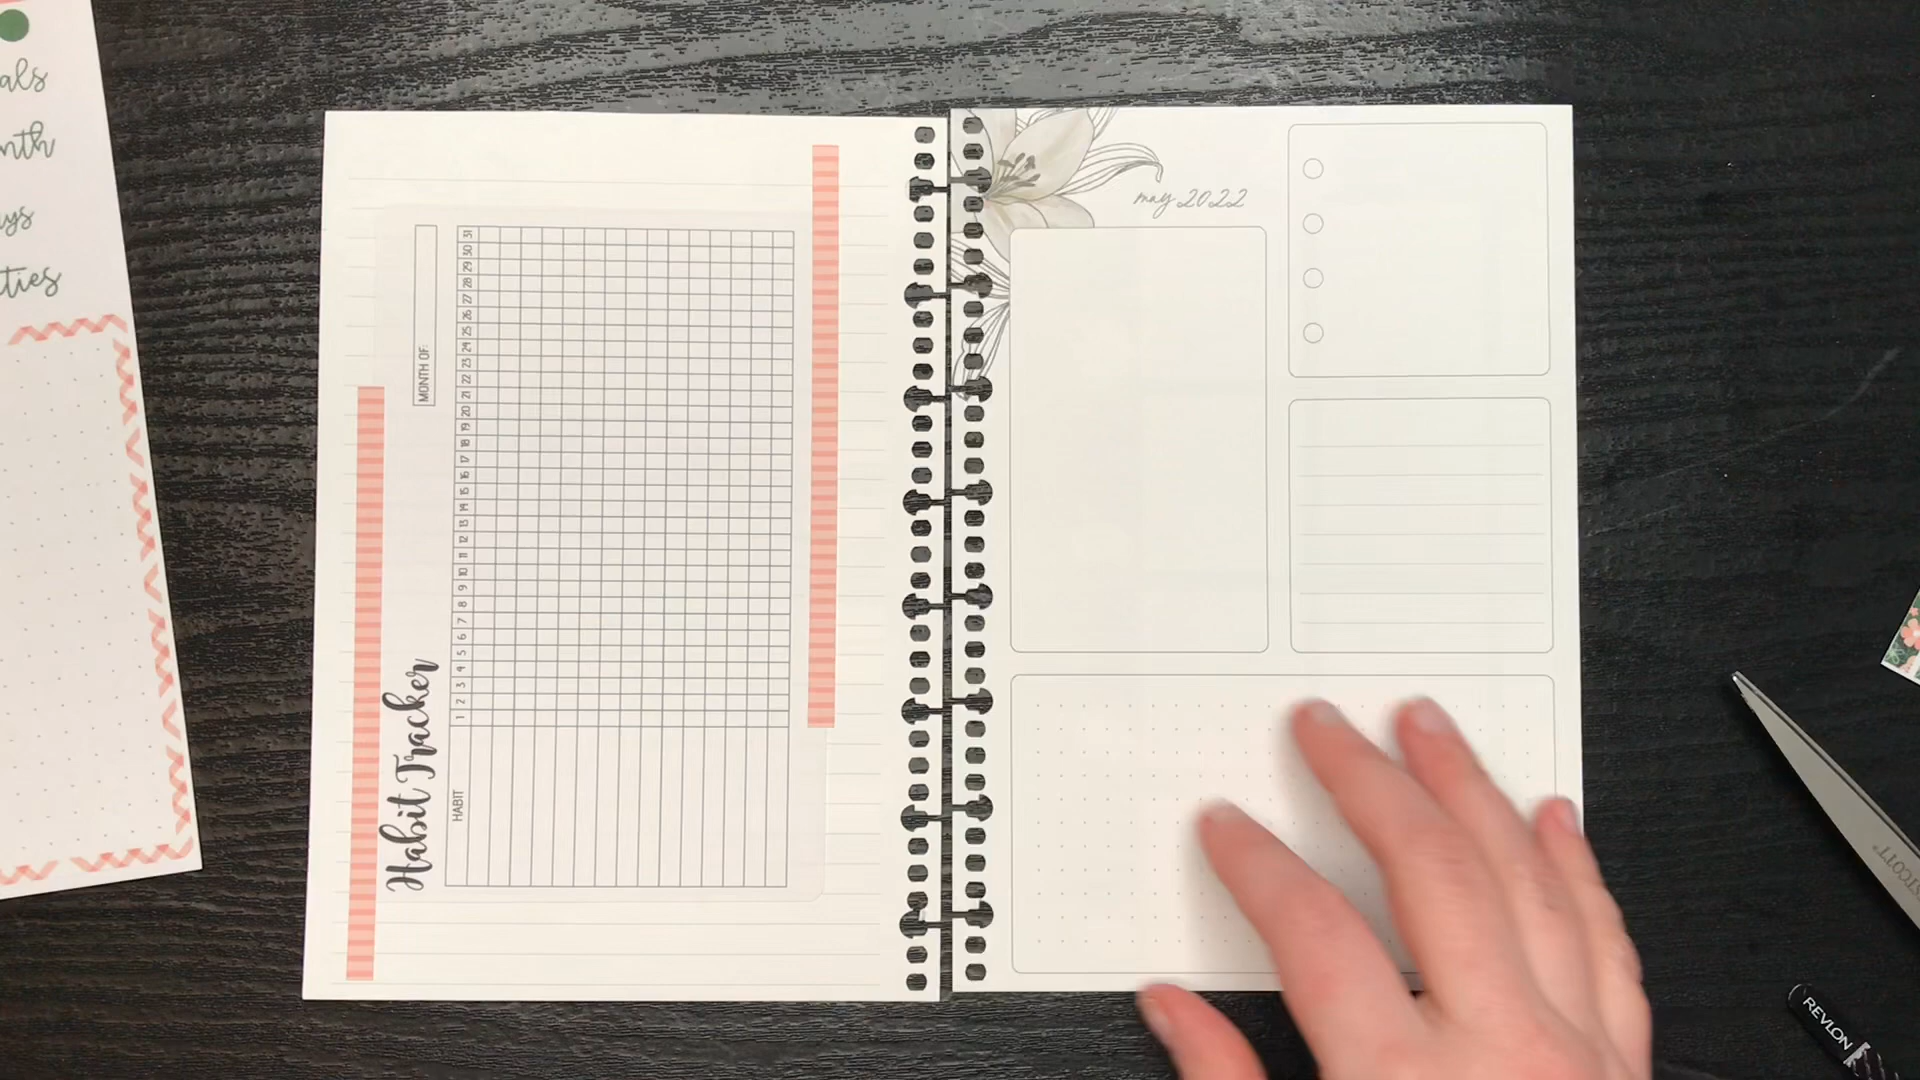 als
nth
ys
ties
Habit Tracker
MONTH OF:
HABIT 1 2 3 4 5 6 7 8 9 10 11 12 13 14 15 16 17 18 19 20 21 22 23 24 25 26 27 28 29 30 31
may 2022
REVLON